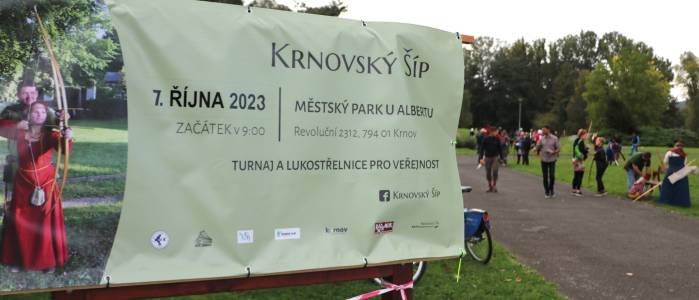 KRNOVSKÝ ŠÍP
7. ŘÍJNA 2023
ZAČÁTEK v 9:00
MĚSTSKÝ PARK U ALBERTU
Revoluční 2312, 794 01 Krnov
TURNAJ A LUKOSTŘELNICE PRO VEŘEJNOST
KRNOVSKÝ ŠÍP